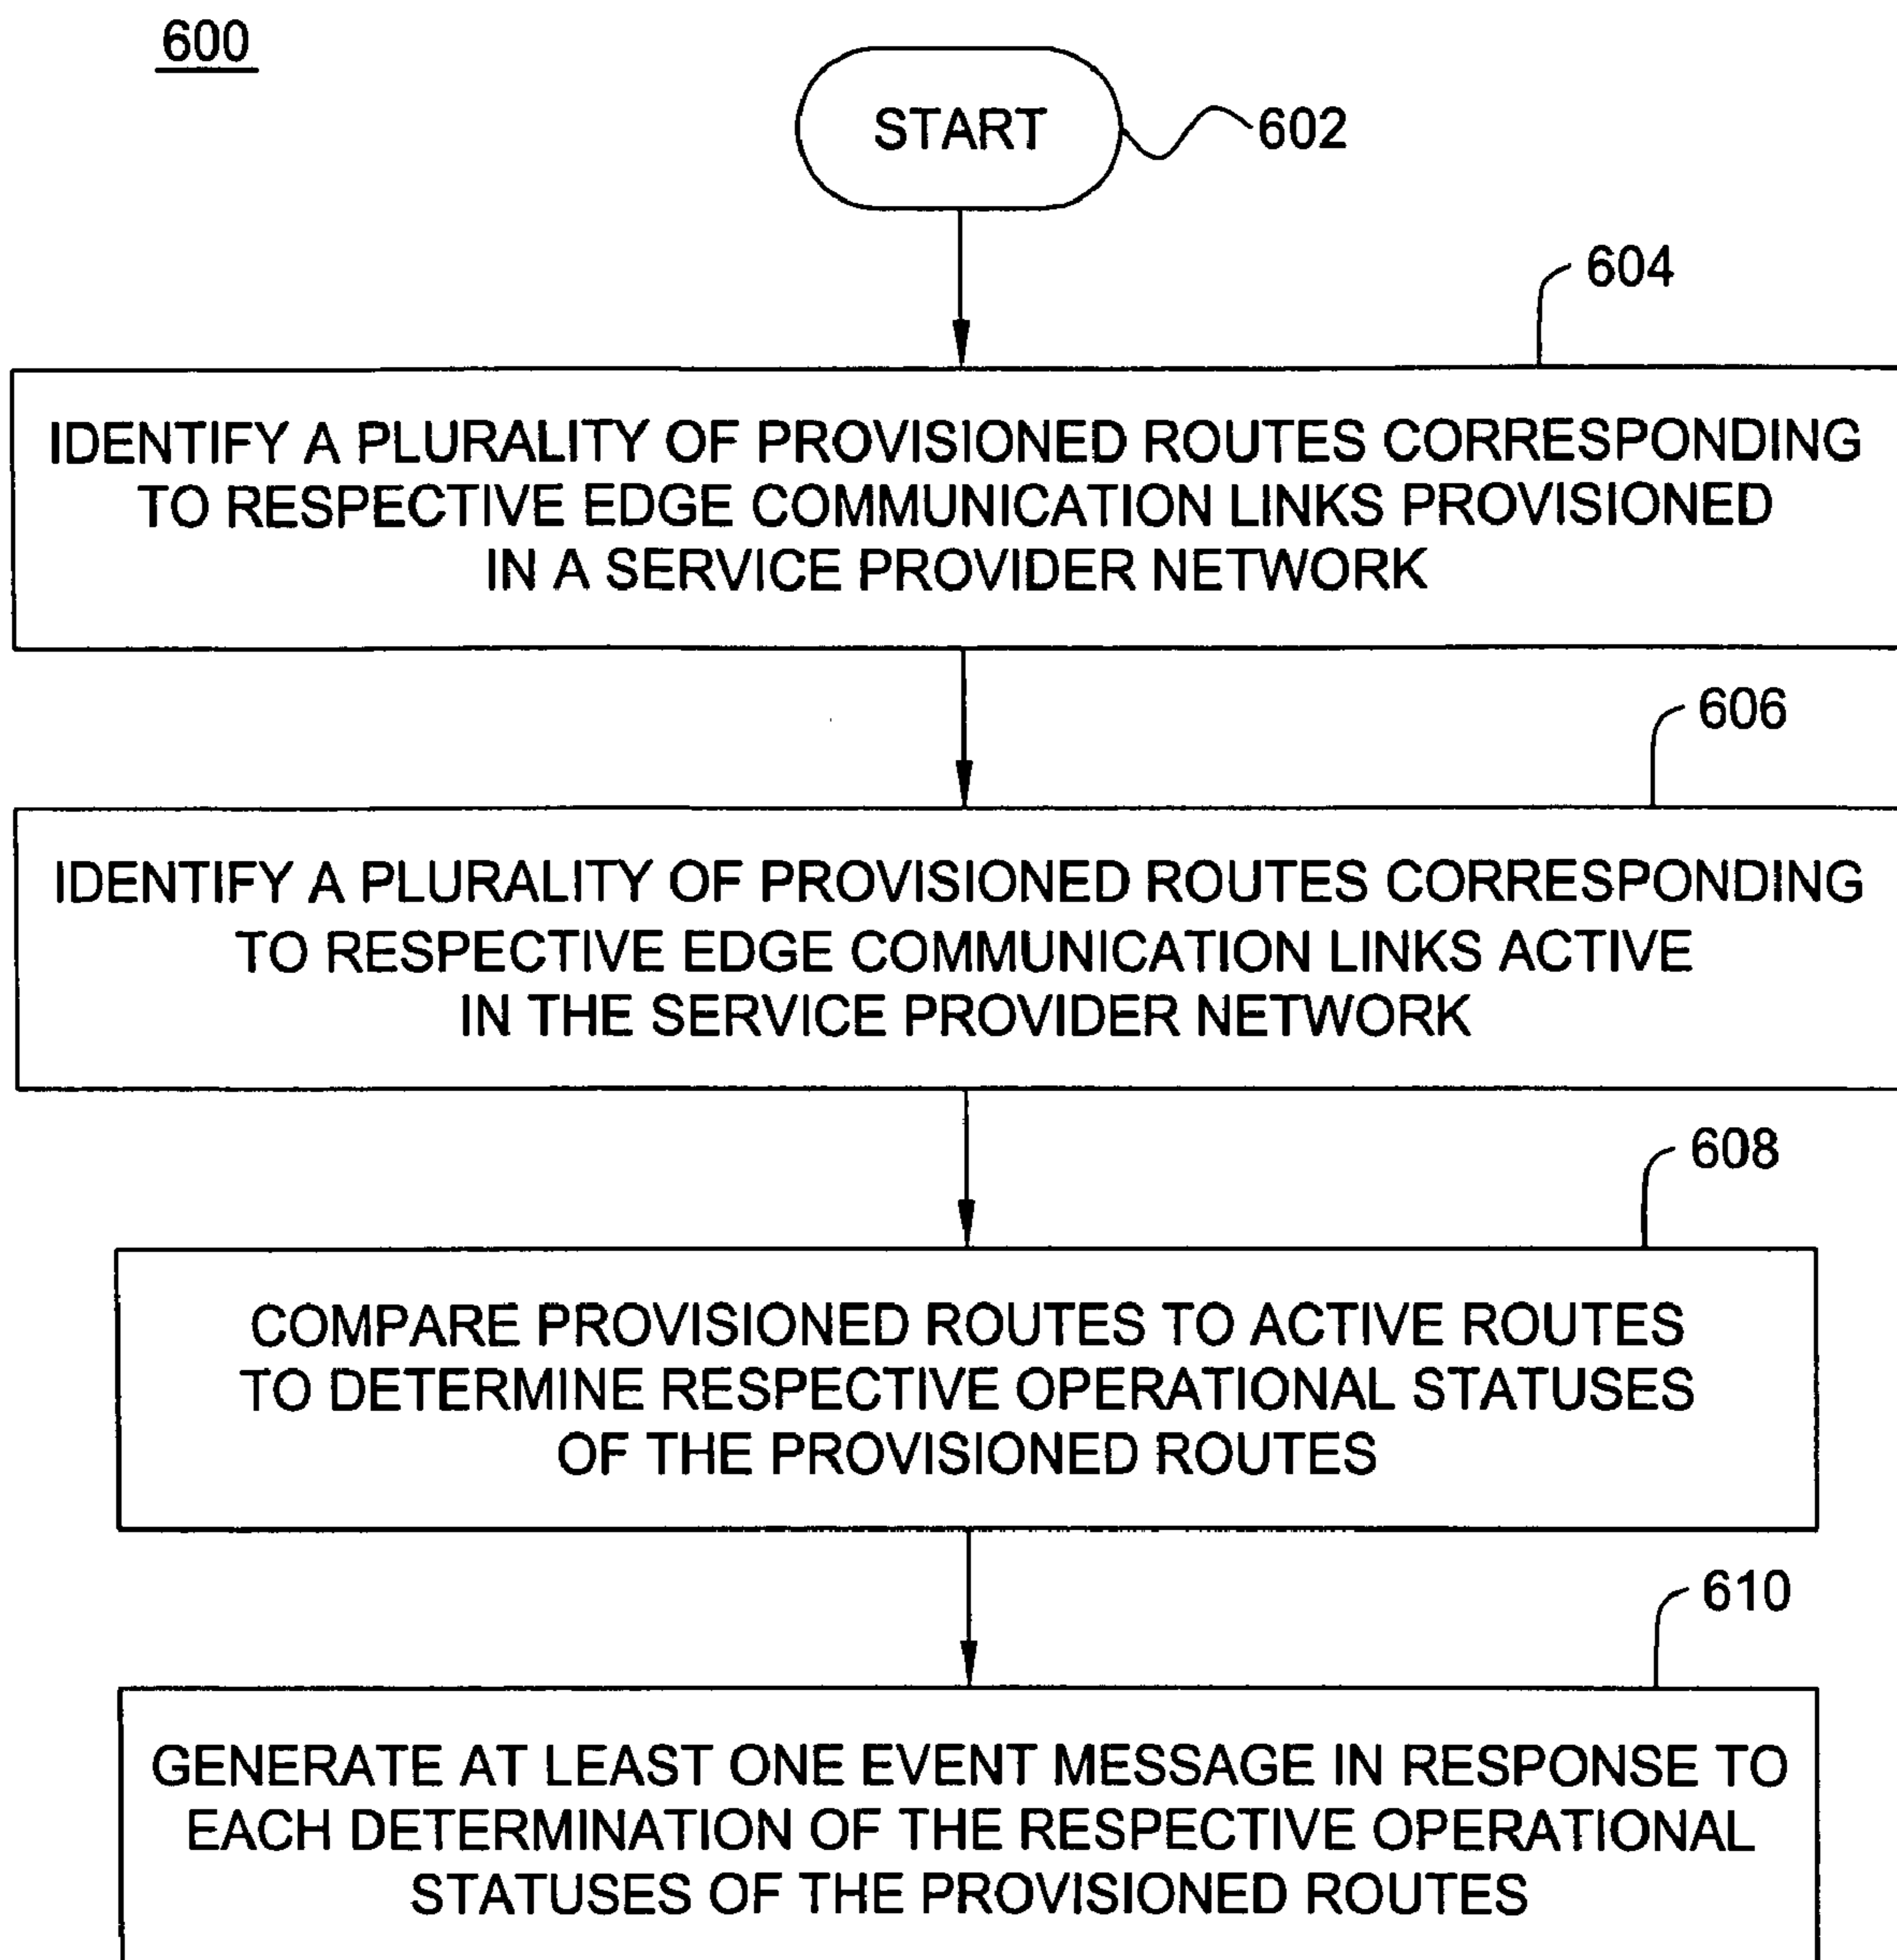 600
START
602
604
IDENTIFY A PLURALITY OF PROVISIONED ROUTES CORRESPONDING
TO RESPECTIVE EDGE COMMUNICATION LINKS PROVISIONED
IN A SERVICE PROVIDER NETWORK
606
IDENTIFY A PLURALITY OF PROVISIONED ROUTES CORRESPONDING
TO RESPECTIVE EDGE COMMUNICATION LINKS ACTIVE
IN THE SERVICE PROVIDER NETWORK
608
COMPARE PROVISIONED ROUTES TO ACTIVE ROUTES
TO DETERMINE RESPECTIVE OPERATIONAL STATUSES
OF THE PROVISIONED ROUTES
610
GENERATE AT LEAST ONE EVENT MESSAGE IN RESPONSE TO
EACH DETERMINATION OF THE RESPECTIVE OPERATIONAL
STATUSES OF THE PROVISIONED ROUTES